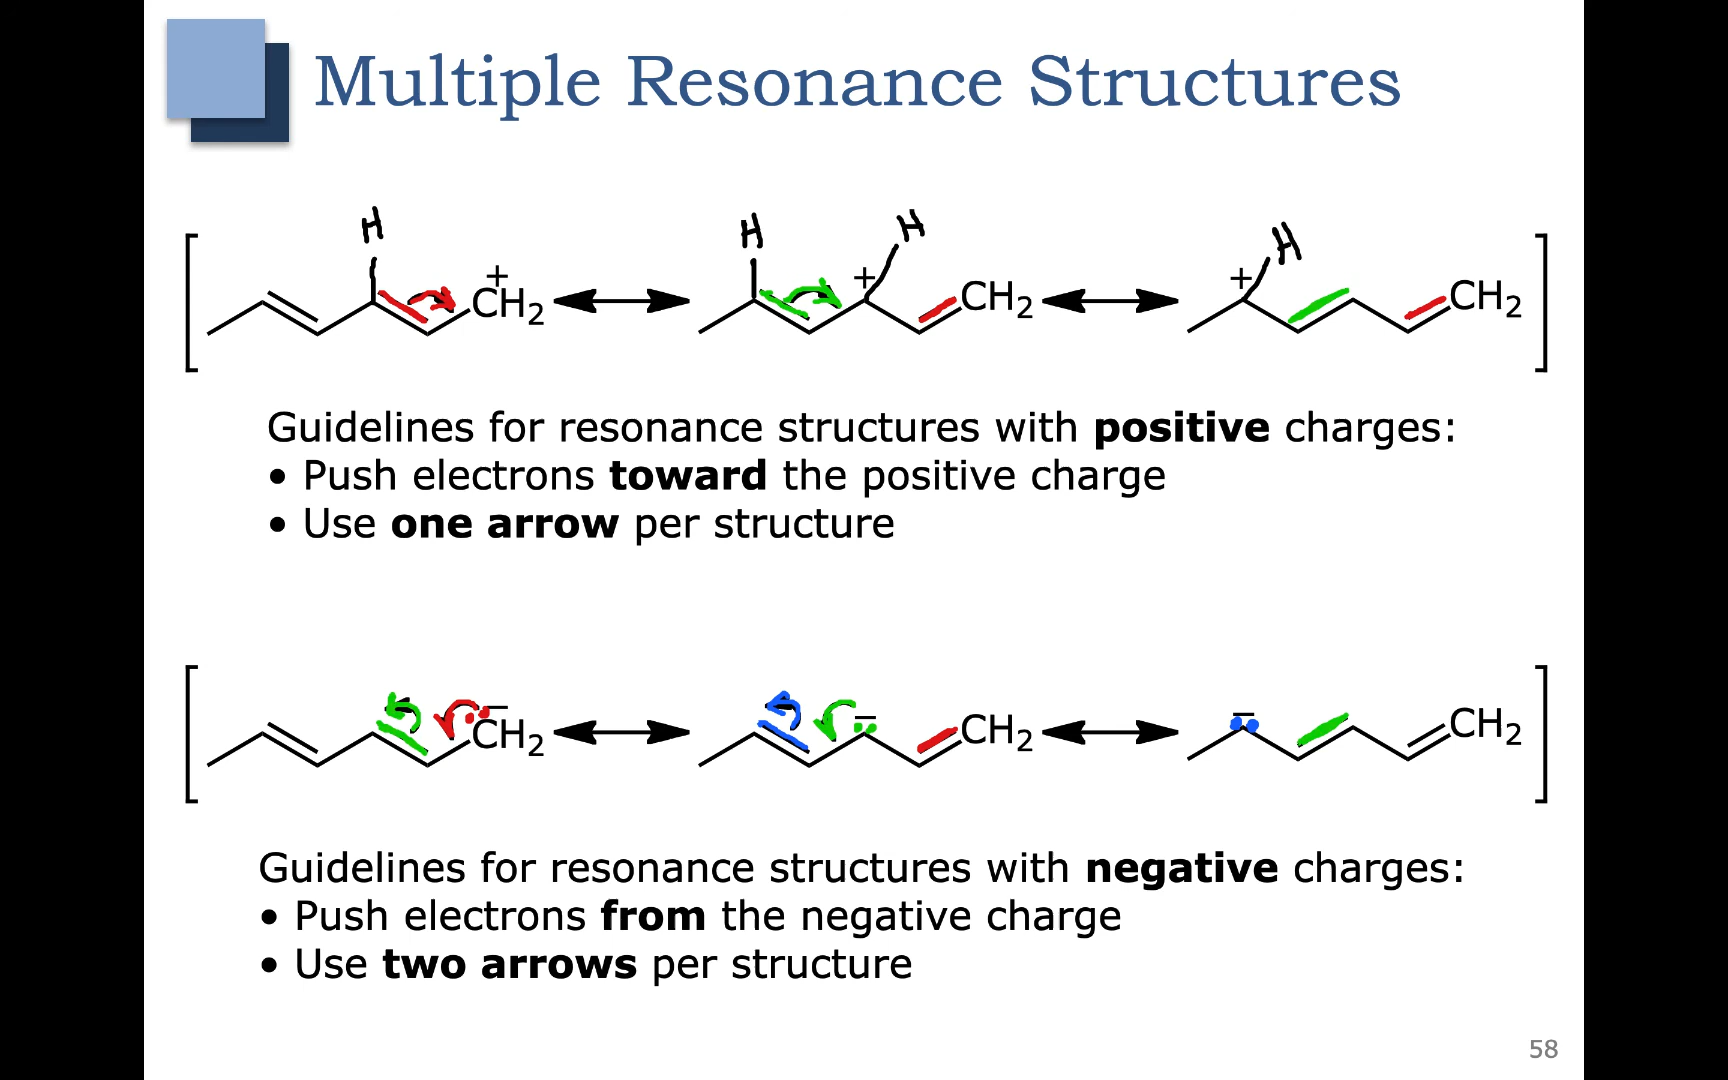 Multiple Resonance Structures
H H H
+ + +
CH2 CH2 CH2
Guidelines for resonance structures with positive charges:
• Push electrons toward the positive charge
• Use one arrow per structure
− − −
CH2 CH2 CH2
Guidelines for resonance structures with negative charges:
• Push electrons from the negative charge
• Use two arrows per structure
58